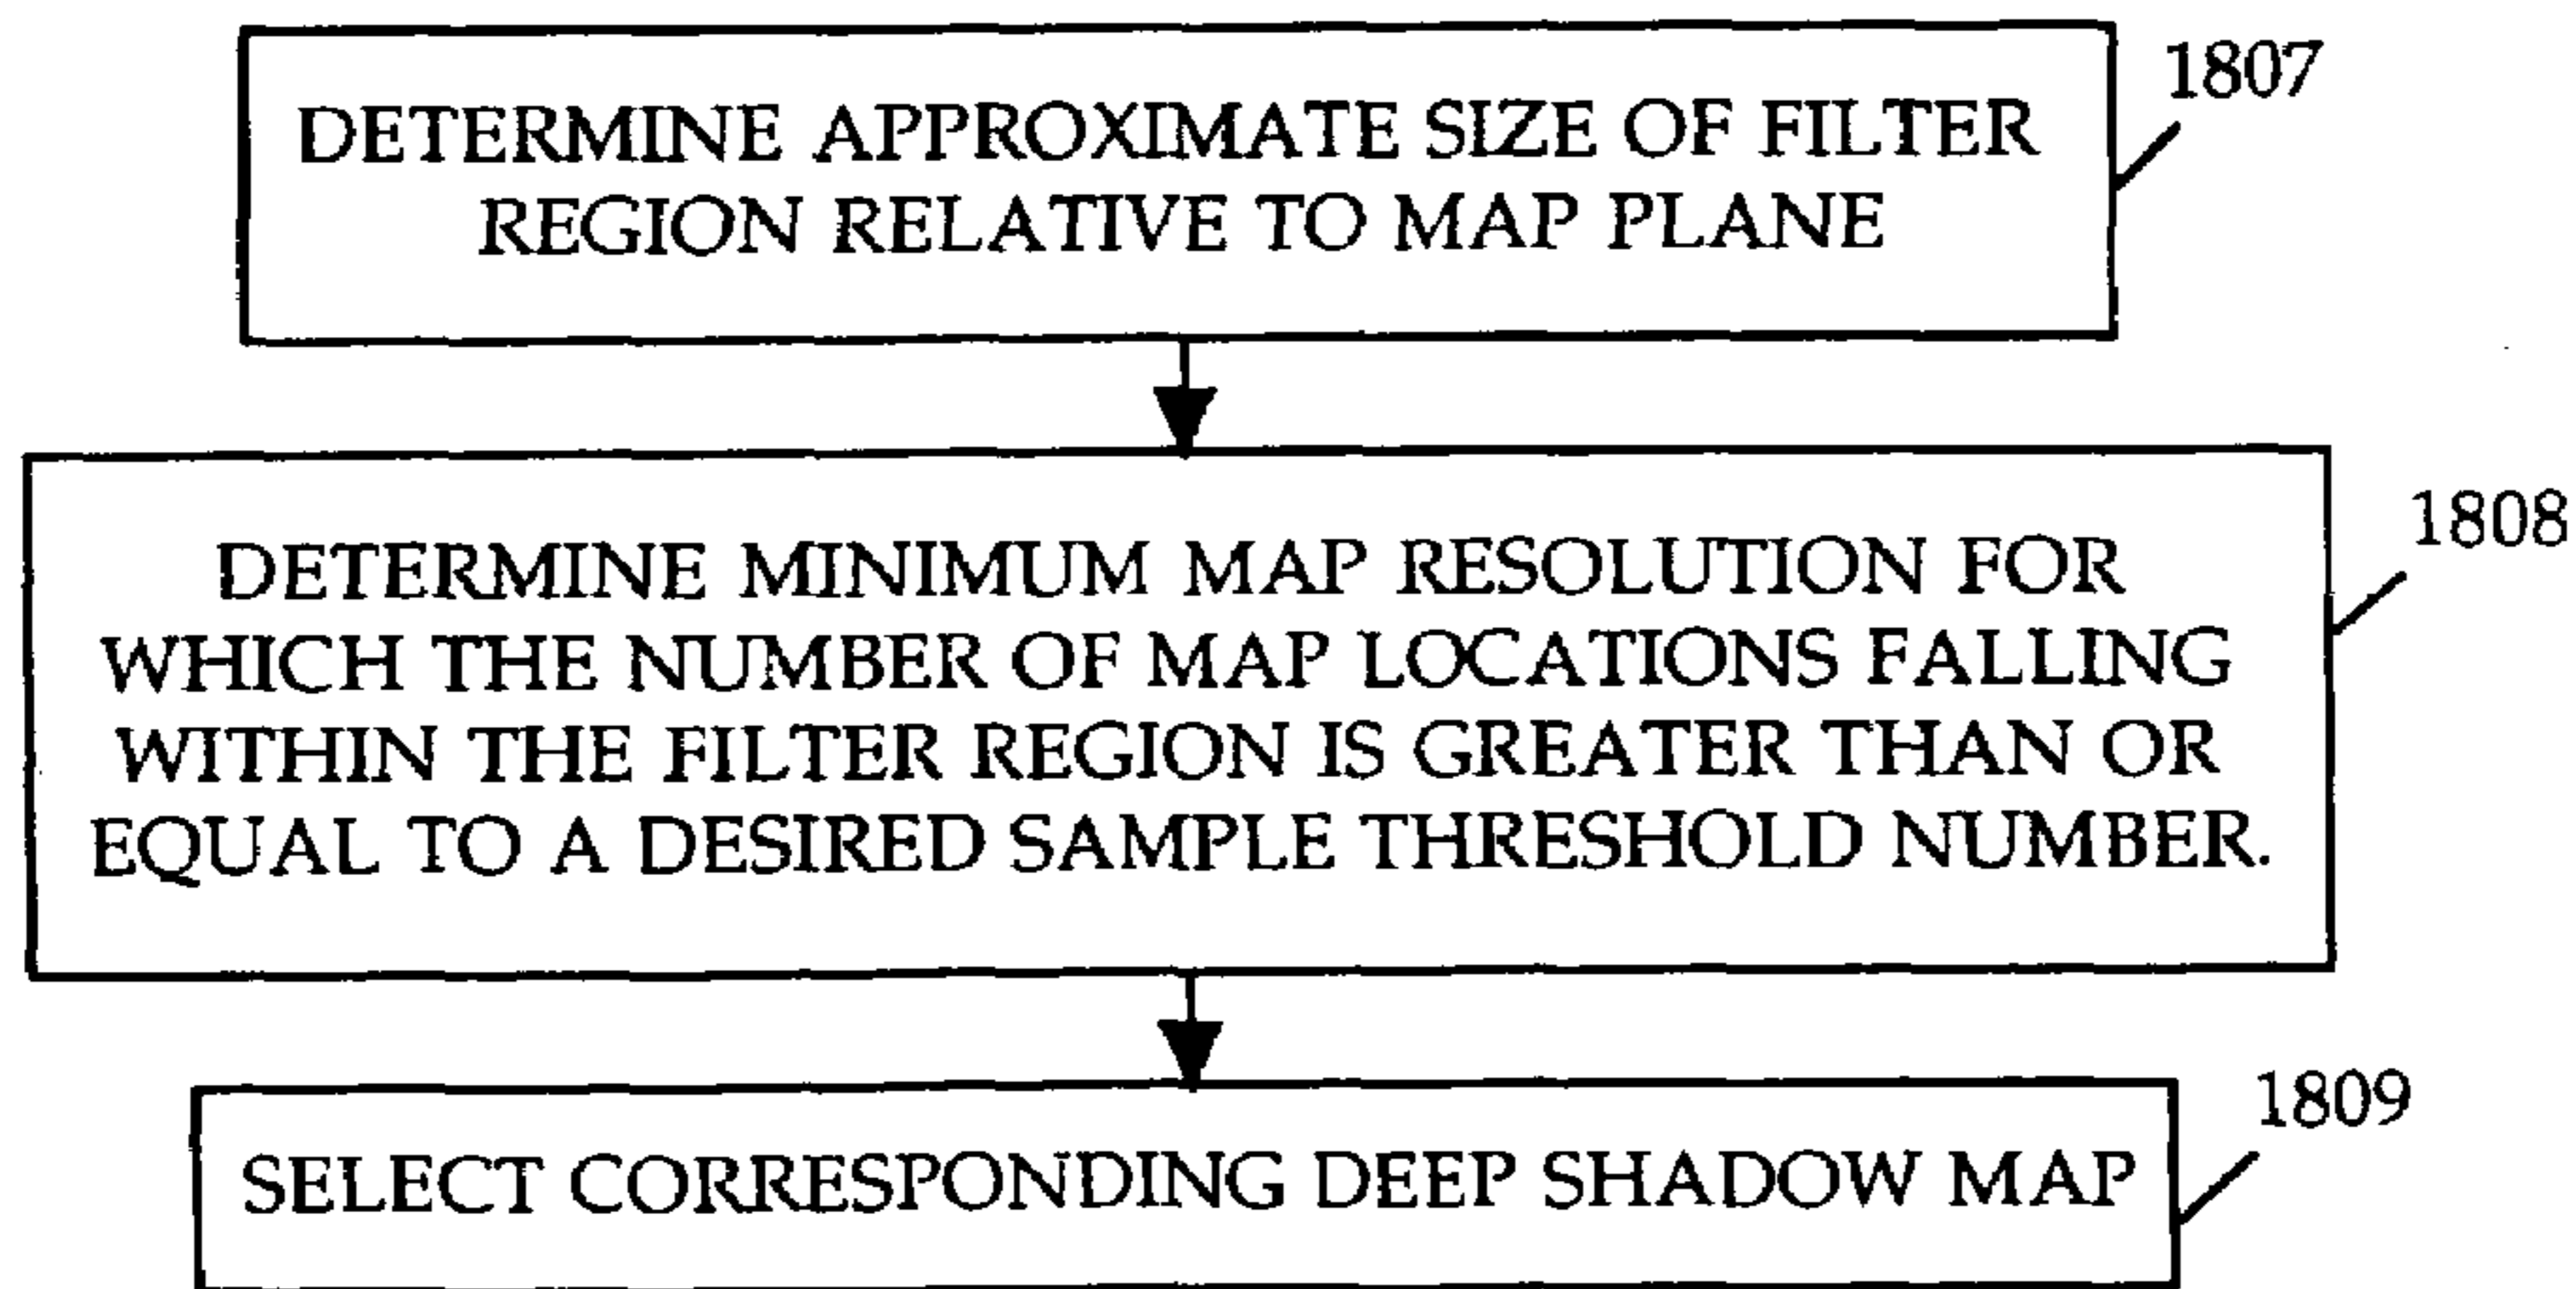 DETERMINE APPROXIMATE SIZE OF FILTER
REGION RELATIVE TO MAP PLANE
1807
DETERMINE MINIMUM MAP RESOLUTION FOR
WHICH THE NUMBER OF MAP LOCATIONS FALLING
WITHIN THE FILTER REGION IS GREATER THAN OR
EQUAL TO A DESIRED SAMPLE THRESHOLD NUMBER.
1808
SELECT CORRESPONDING DEEP SHADOW MAP
1809